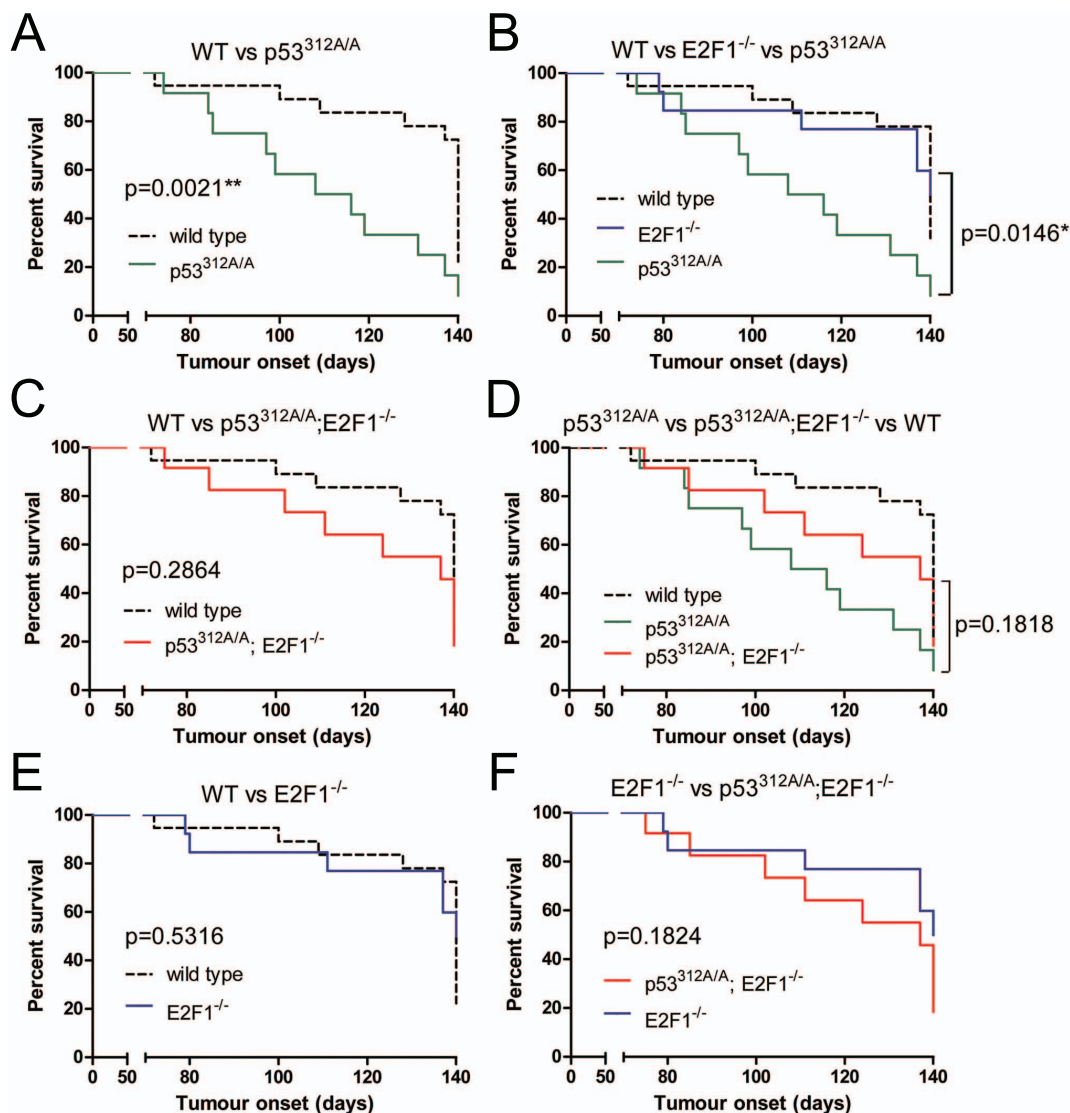 A
WT vs p53³¹²ᴬ/ᴬ
Percent survival
100
80
60
40
20
0
p=0.0021**
wild type
p53³¹²ᴬ/ᴬ
0 50 80 100 120 140
Tumour onset (days)
B
WT vs E2F1⁻/⁻ vs p53³¹²ᴬ/ᴬ
Percent survival
100
80
60
40
20
0
wild type
E2F1⁻/⁻
p53³¹²ᴬ/ᴬ
p=0.0146*
0 50 80 100 120 140
Tumour onset (days)
C
WT vs p53³¹²ᴬ/ᴬ;E2F1⁻/⁻
Percent survival
100
80
60
40
20
0
p=0.2864
wild type
p53³¹²ᴬ/ᴬ; E2F1⁻/⁻
0 50 80 100 120 140
Tumour onset (days)
D
p53³¹²ᴬ/ᴬ vs p53³¹²ᴬ/ᴬ;E2F1⁻/⁻ vs WT
Percent survival
100
80
60
40
20
0
wild type
p53³¹²ᴬ/ᴬ
p53³¹²ᴬ/ᴬ; E2F1⁻/⁻
p=0.1818
0 50 80 100 120 140
Tumour onset (days)
E
WT vs E2F1⁻/⁻
Percent survival
100
80
60
40
20
0
p=0.5316
wild type
E2F1⁻/⁻
0 50 80 100 120 140
Tumour onset (days)
F
E2F1⁻/⁻ vs p53³¹²ᴬ/ᴬ;E2F1⁻/⁻
Percent survival
100
80
60
40
20
0
p=0.1824
p53³¹²ᴬ/ᴬ; E2F1⁻/⁻
E2F1⁻/⁻
0 50 80 100 120 140
Tumour onset (days)